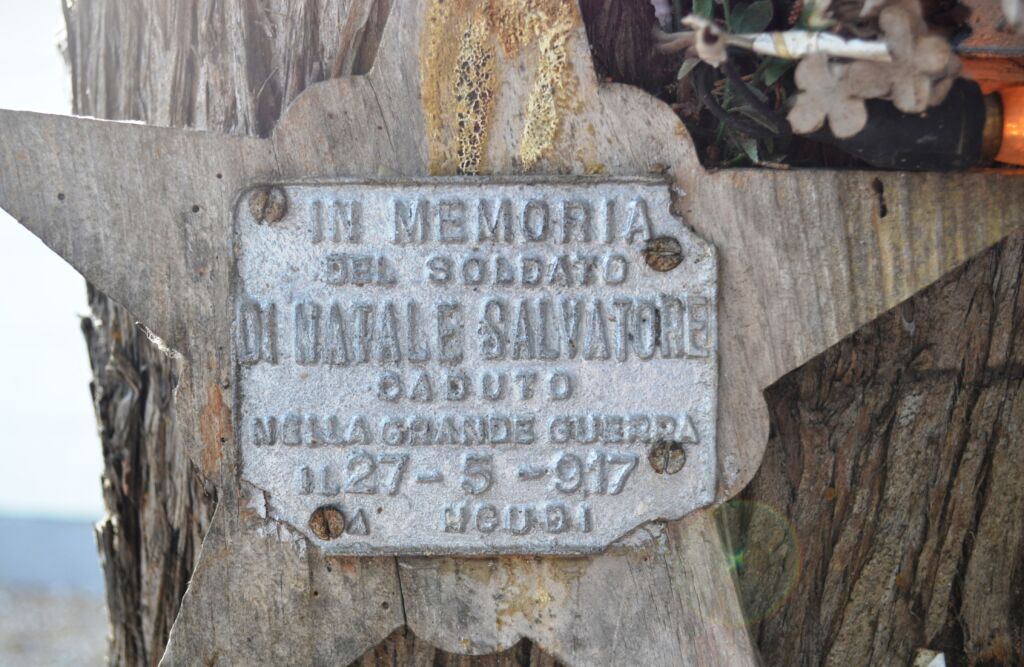 IN MEMORIA
DEL SOLDATO
DI NATALE SALVATORE
CADUTO
NELLA GRANDE GUERRA
IL 27-5-917
A